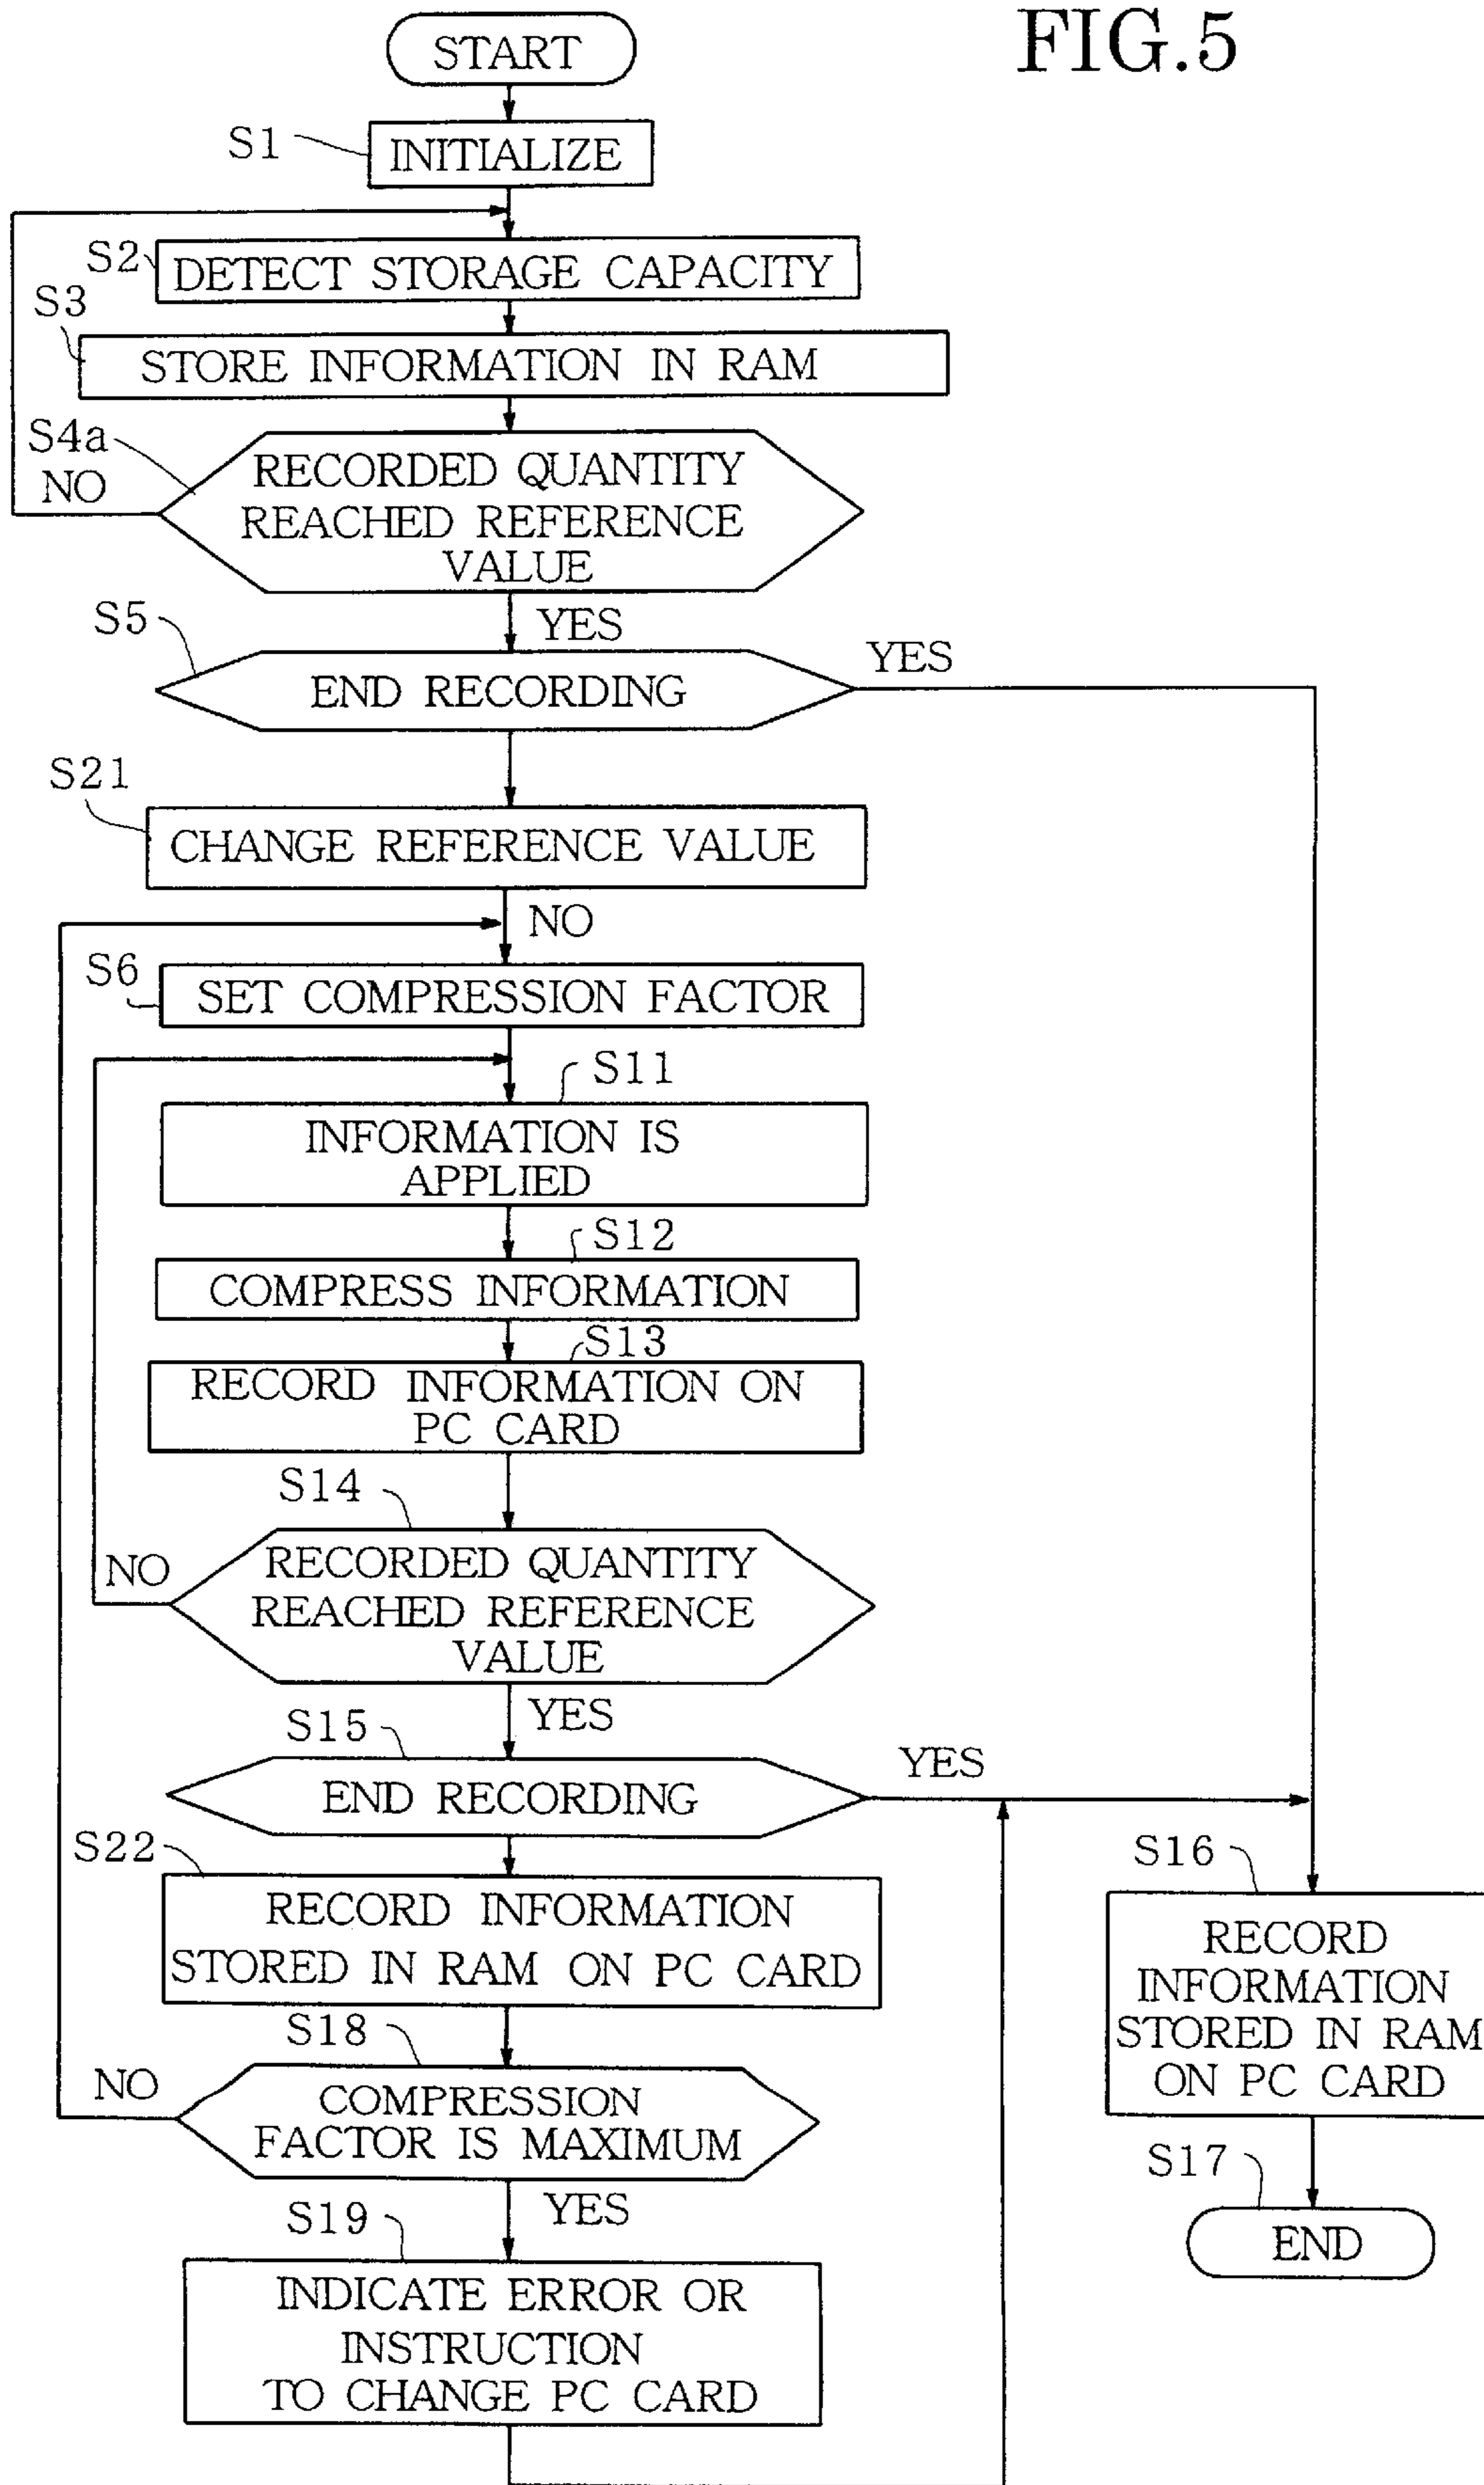 FIG.5
START
S1
INITIALIZE
S2
DETECT STORAGE CAPACITY
S3
STORE INFORMATION IN RAM
S4a
NO
RECORDED QUANTITY
REACHED REFERENCE
VALUE
YES
S5
END RECORDING
YES
S21
CHANGE REFERENCE VALUE
NO
S6
SET COMPRESSION FACTOR
S11
INFORMATION IS
APPLIED
S12
COMPRESS INFORMATION
S13
RECORD INFORMATION ON
PC CARD
S14
NO
RECORDED QUANTITY
REACHED REFERENCE
VALUE
YES
S15
END RECORDING
YES
S22
RECORD INFORMATION
STORED IN RAM ON PC CARD
S18
NO
COMPRESSION
FACTOR IS MAXIMUM
YES
S19
INDICATE ERROR OR
INSTRUCTION
TO CHANGE PC CARD
S16
RECORD
INFORMATION
STORED IN RAM
ON PC CARD
S17
END